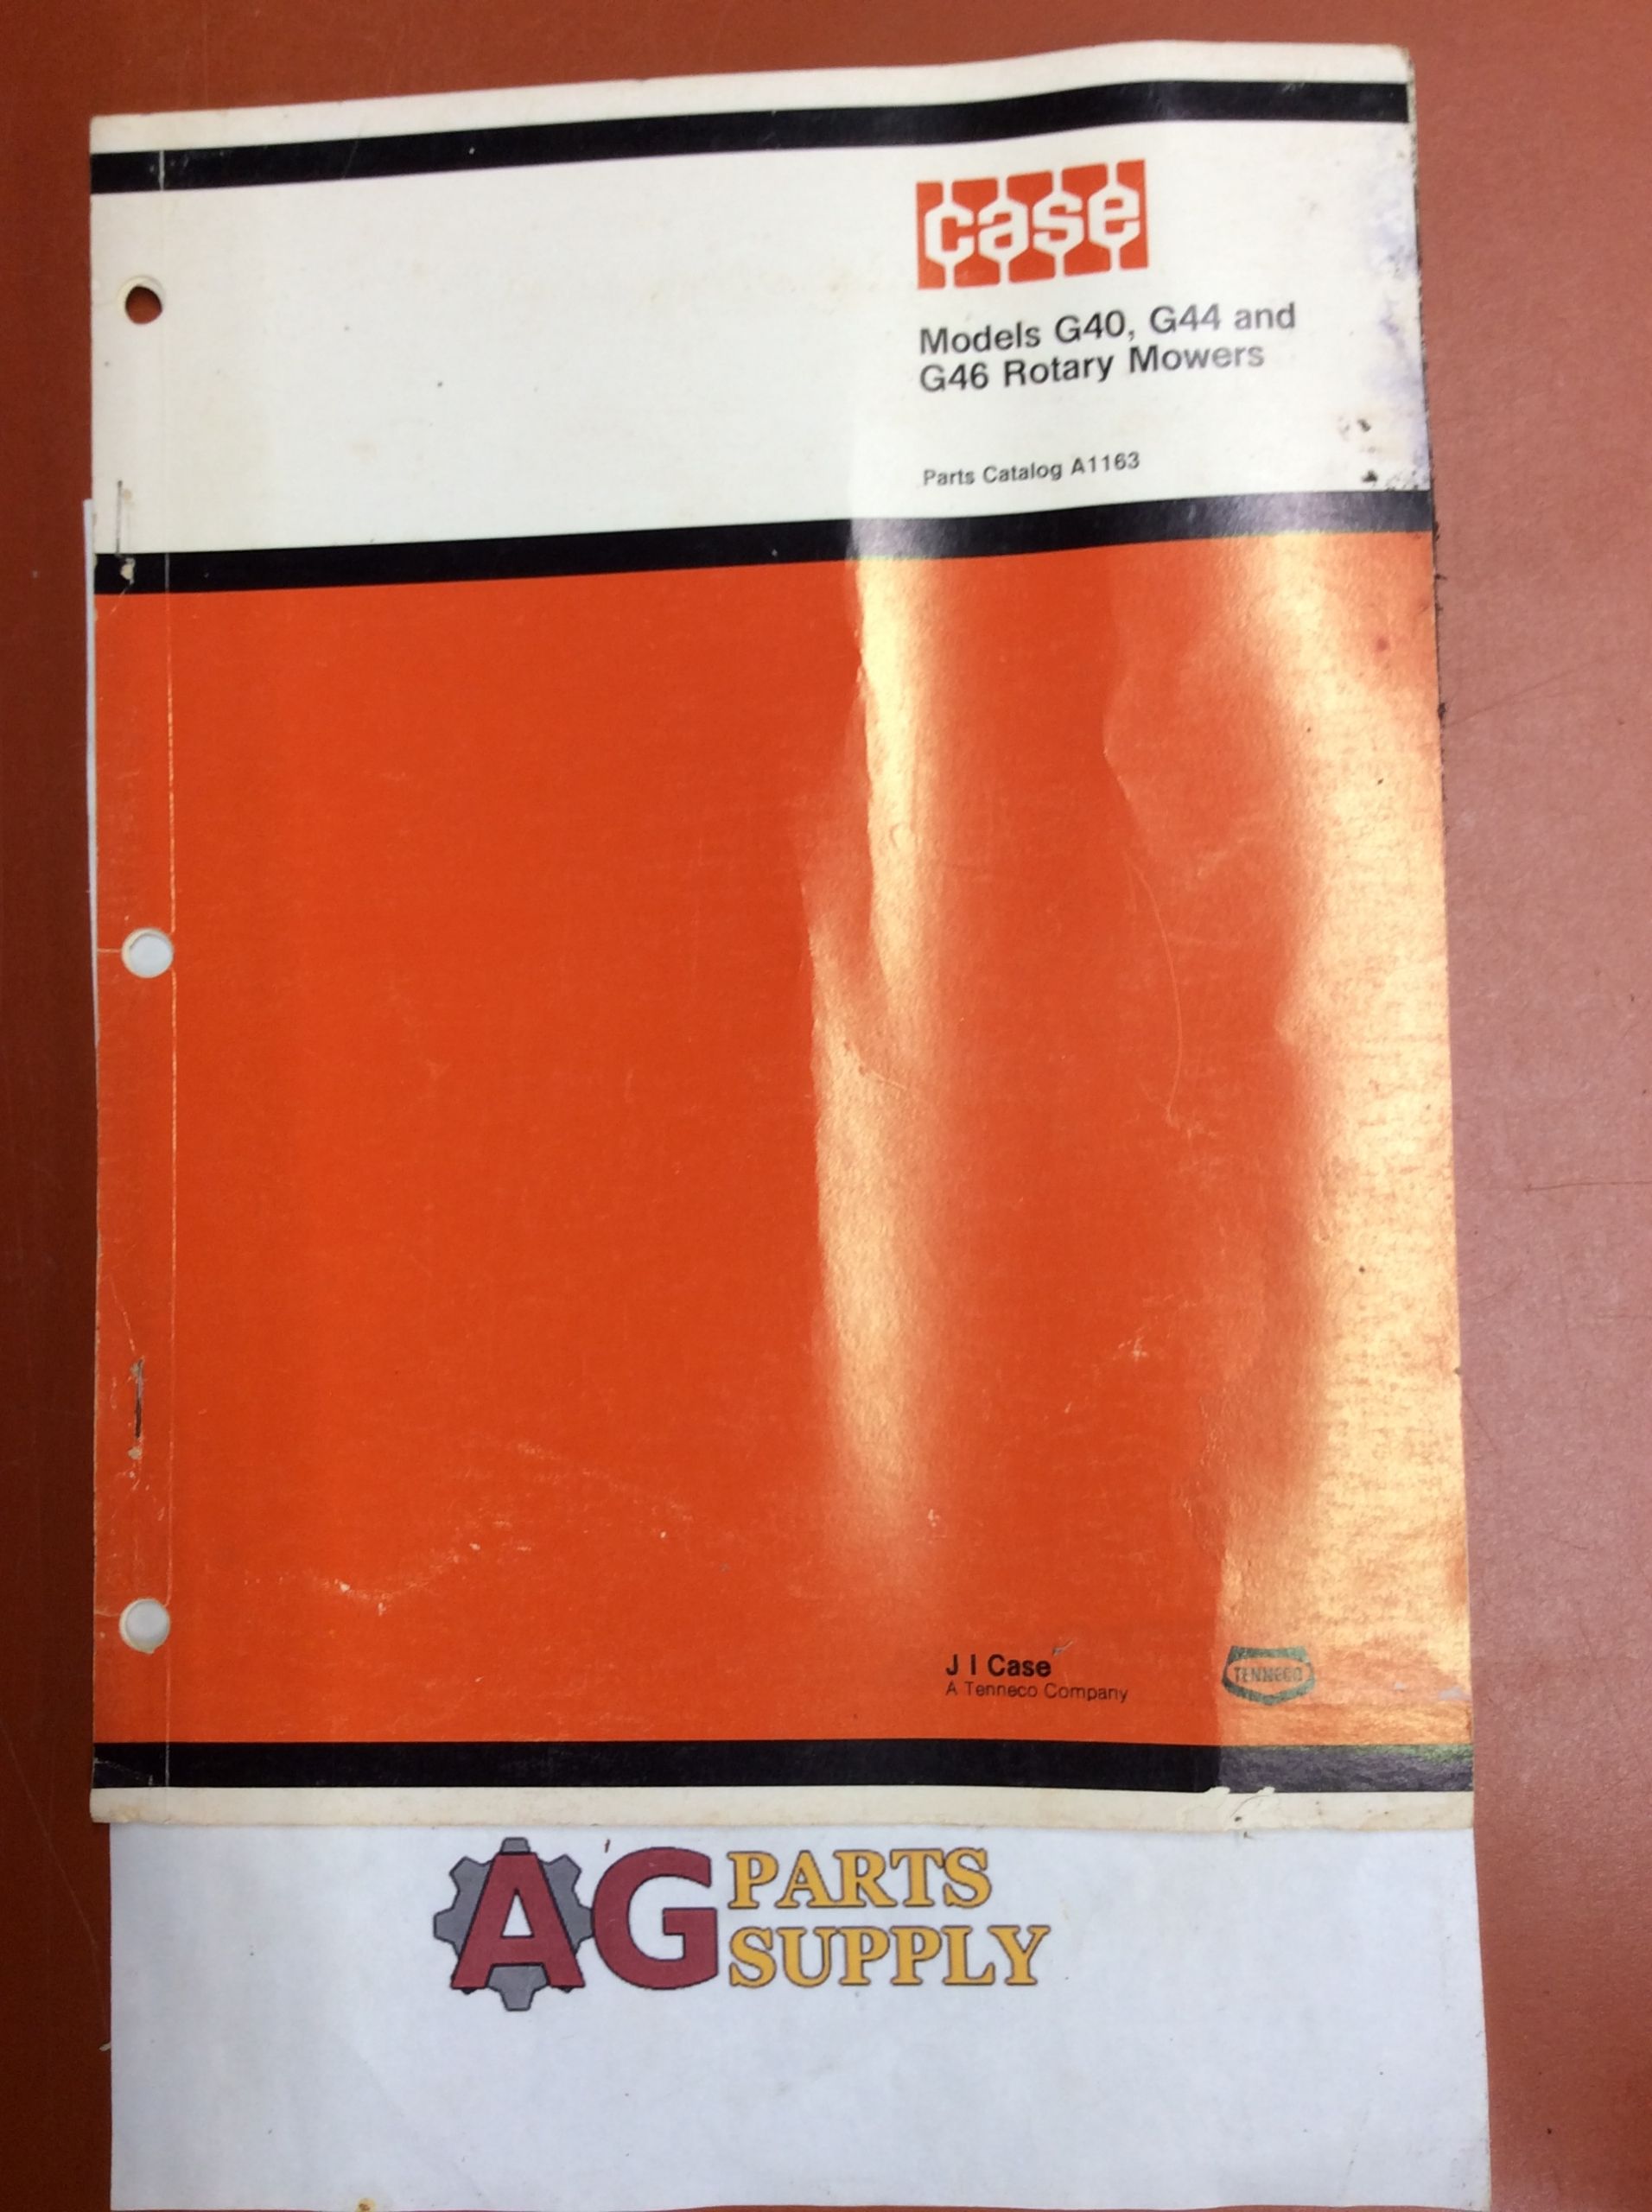 case
Models G40, G44 and
G46 Rotary Mowers
Parts Catalog A1163
J I Case
A Tenneco Company
TENNECO
AG PARTS
SUPPLY